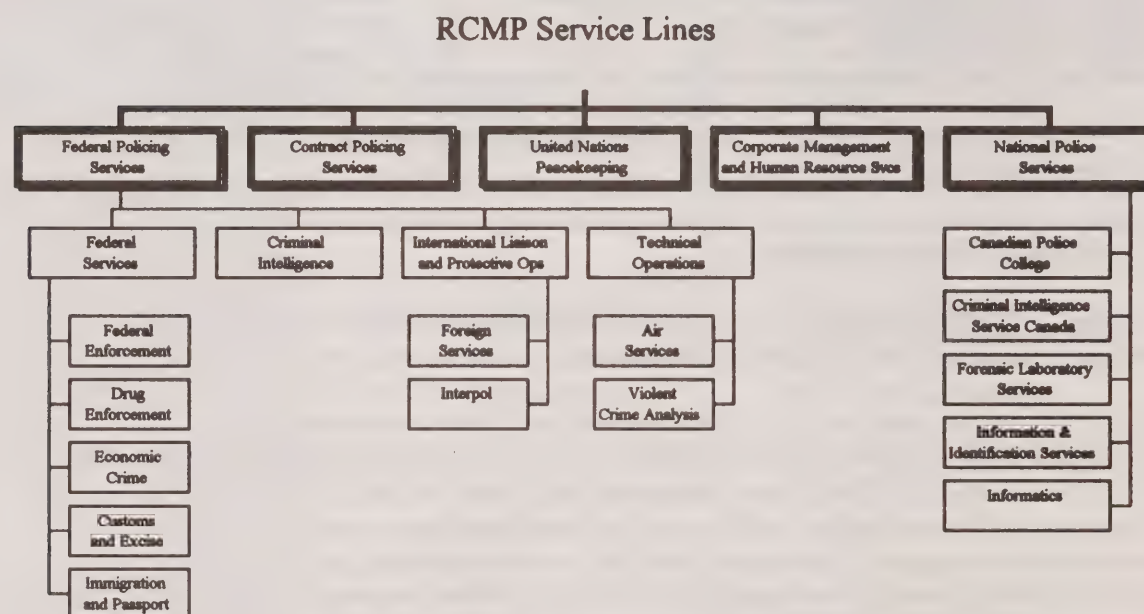 RCMP Service Lines
Federal Policing
Services
Contract Policing
Services
United Nations
Peacekeeping
Corporate Management
and Human Resource Svcs
National Police
Services
Federal
Services
Criminal
Intelligence
International Liaison
and Protective Ops
Technical
Operations
Federal
Enforcement
Drug
Enforcement
Economic
Crime
Customs
and Excise
Immigration
and Passport
Foreign
Services
Interpol
Air
Services
Violent
Crime Analysis
Canadian Police
College
Criminal Intelligence
Service Canada
Forensic Laboratory
Services
Information &
Identification Services
Informatics